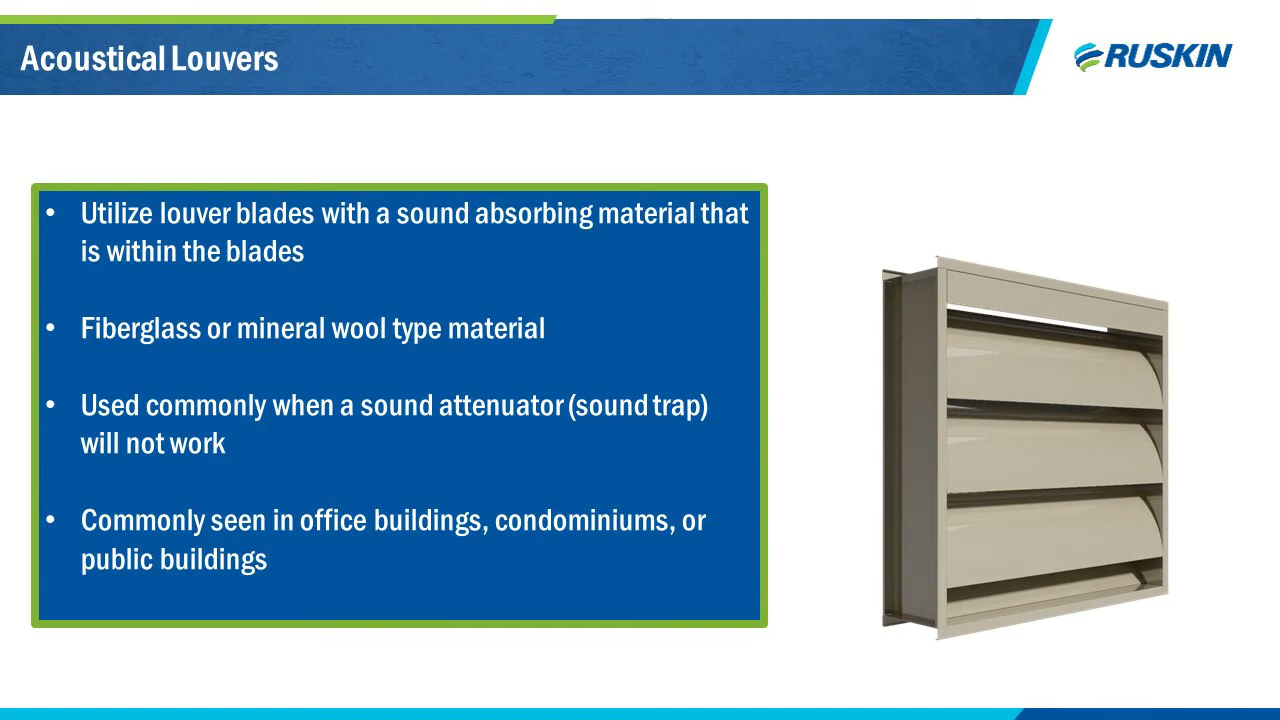 Acoustical Louvers
RUSKIN
• Utilize louver blades with a sound absorbing material that
is within the blades
• Fiberglass or mineral wool type material
• Used commonly when a sound attenuator (sound trap)
will not work
• Commonly seen in office buildings, condominiums, or
public buildings